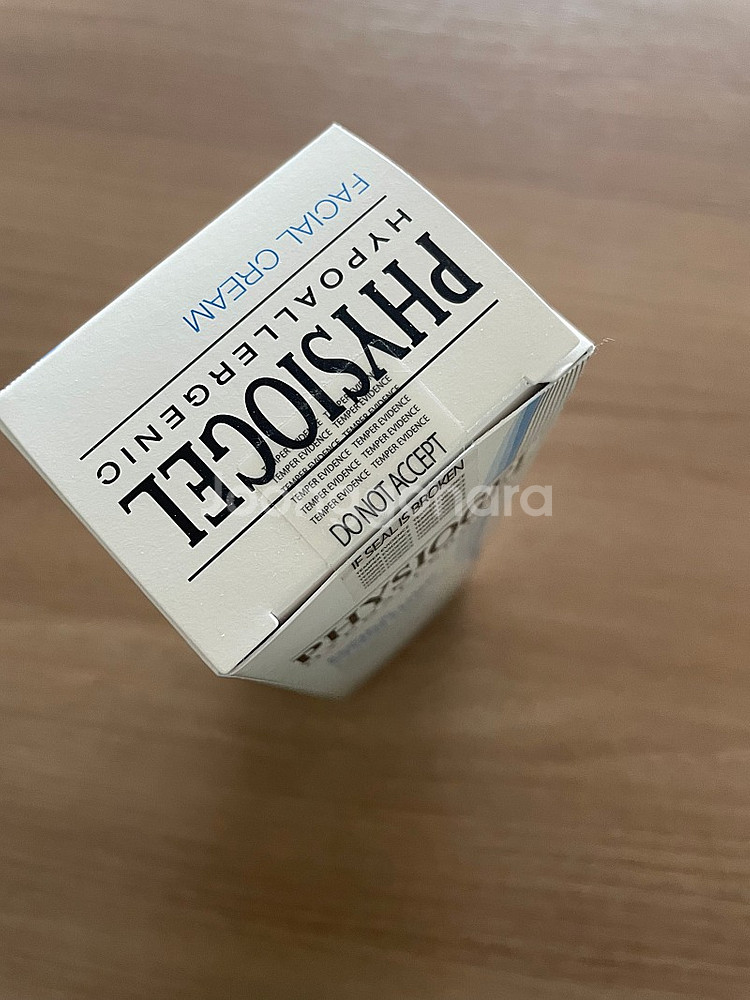 PHYSIOGEL
HYPOALLERGENIC
FACIAL CREAM
TEMPER EVIDENCE TEMPER EVIDENCE
TEMPER EVIDENCE TEMPER EVIDENCE
TEMPER EVIDENCE TEMPER EVIDENCE
TEMPER EVIDENCE TEMPER EVIDENCE
TEMPER EVIDENCE TEMPER EVIDENCE
DO NOT ACCEPT
IF SEAL IS BROKEN
PHYSIOGEL